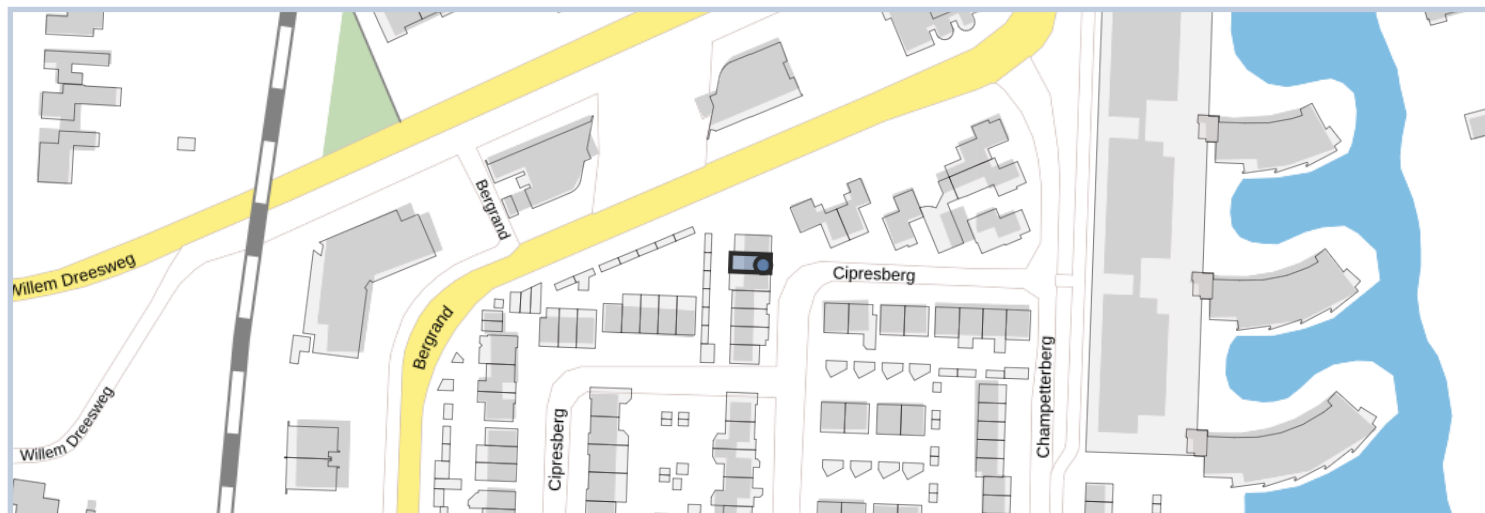 Bergrand
Willem Dreesweg
Cipresberg
Bergrand
Champetterberg
Willem Dreesweg
Cipresberg